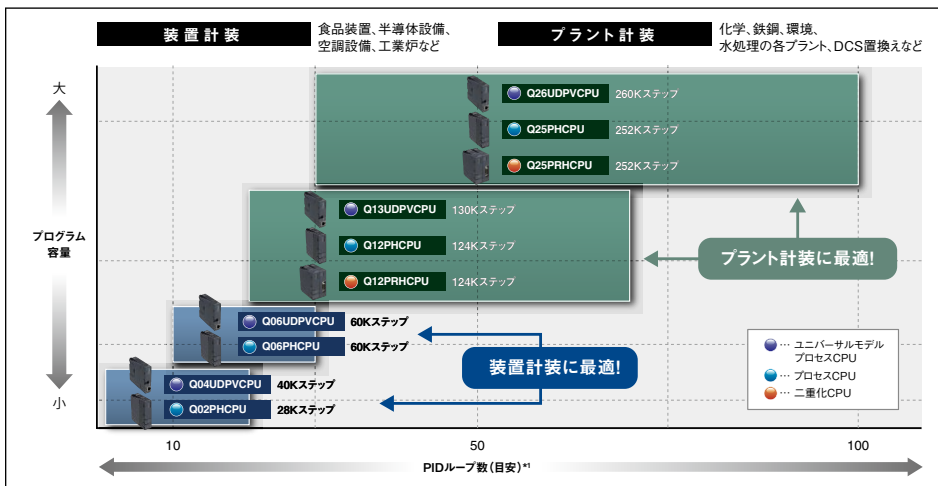 装置計装
食品装置、半導体設備、
空調設備、工業炉など
プラント計装
化学、鉄鋼、環境、
水処理の各プラント、DCS置換えなど
大
プログラム
容量
小
Q26UDPVCPU 260Kステップ
Q25PHCPU 252Kステップ
Q25PRHCPU 252Kステップ
Q13UDPVCPU 130Kステップ
Q12PHCPU 124Kステップ
Q12PRHCPU 124Kステップ
プラント計装に最適!
Q06UDPVCPU 60Kステップ
Q06PHCPU 60Kステップ
装置計装に最適!
Q04UDPVCPU 40Kステップ
Q02PHCPU 28Kステップ
… ユニバーサルモデル
プロセスCPU
… プロセスCPU
… 二重化CPU
10
50
100
PIDループ数(目安)*1